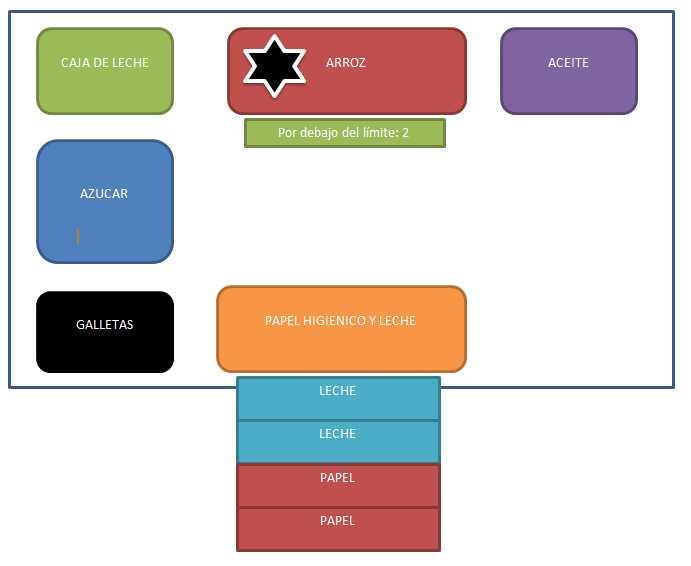 CAJA DE LECHE
ARROZ
ACEITE
Por debajo del límite: 2
AZUCAR
GALLETAS
PAPEL HIGIENICO Y LECHE
LECHE
LECHE
PAPEL
PAPEL